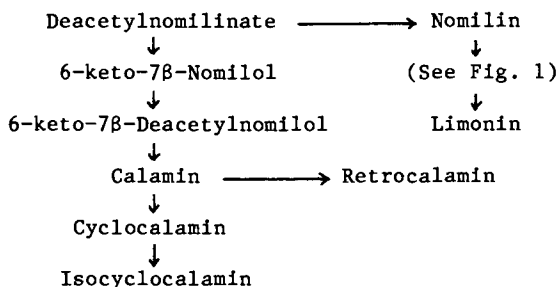 Deacetylnomilinate → Nomilin
↓ ↓
6-keto-7β-Nomilol (See Fig. 1)
↓ ↓
6-keto-7β-Deacetylnomilol Limonin
↓
Calamin → Retrocalamin
↓
Cyclocalamin
↓
Isocyclocalamin